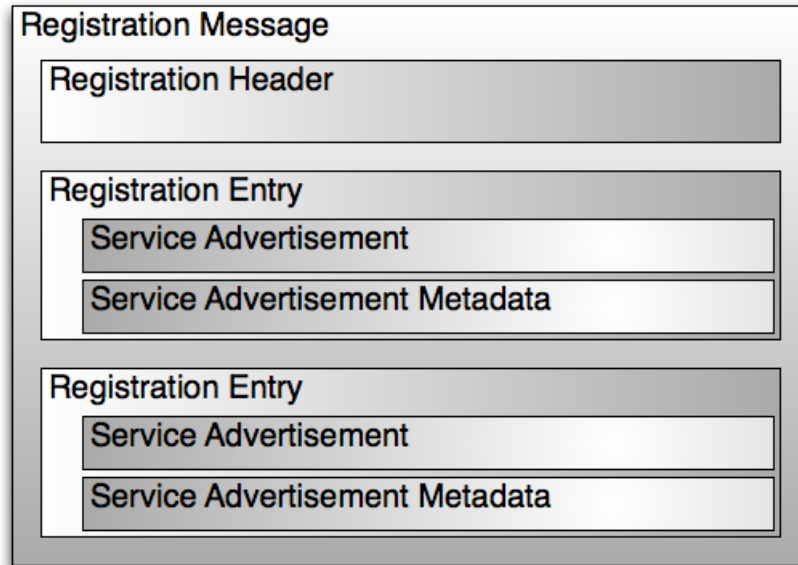 Registration Message
Registration Header
Registration Entry
Service Advertisement
Service Advertisement Metadata
Registration Entry
Service Advertisement
Service Advertisement Metadata